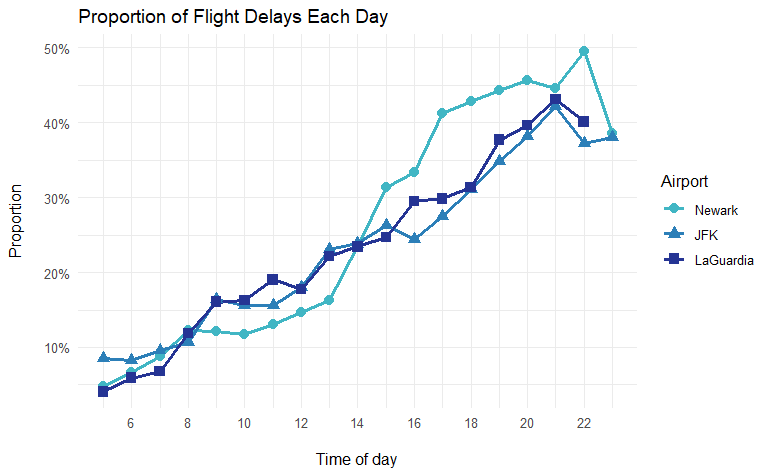 Proportion of Flight Delays Each Day
50%
40%
30%
20%
10%
Proportion
6 8 10 12 14 16 18 20 22
Time of day
Airport
Newark
JFK
LaGuardia